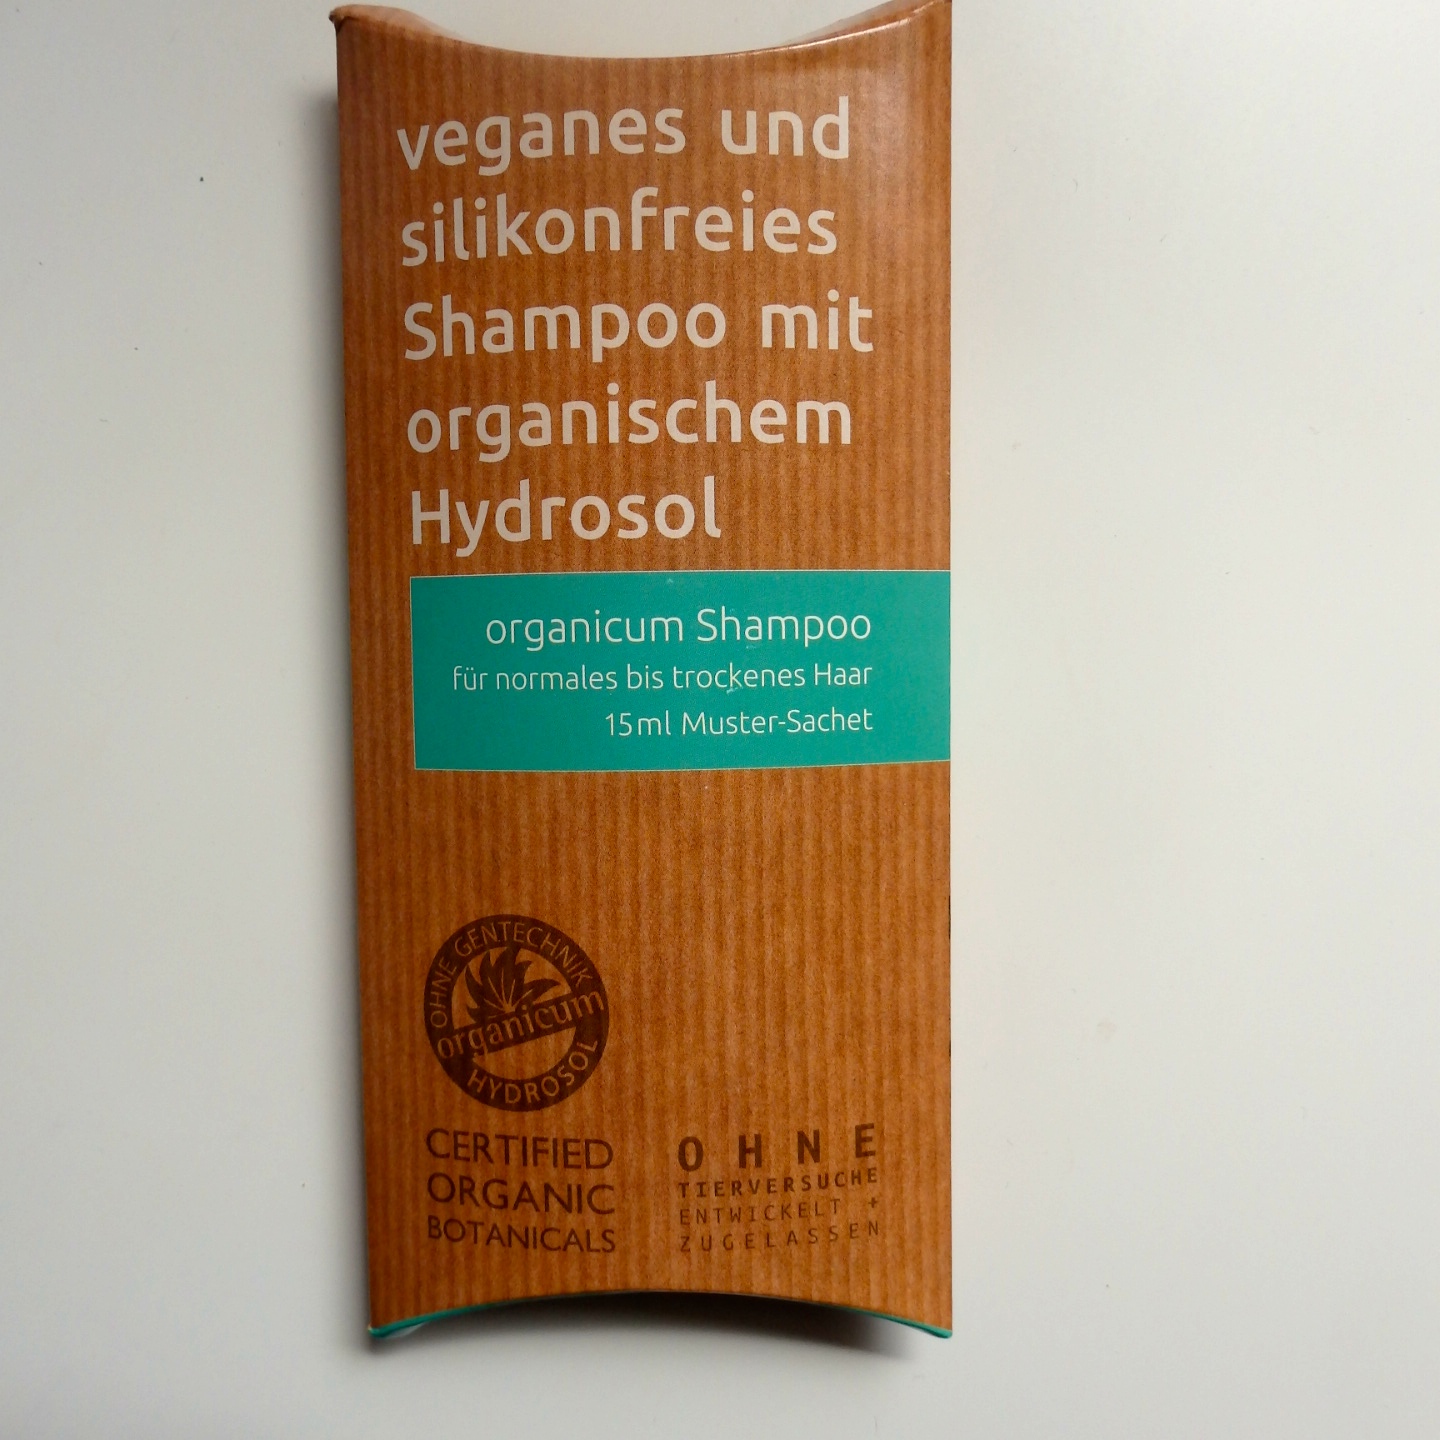 veganes und
silikonfreies
Shampoo mit
organischem
Hydrosol
organicum Shampoo
für normales bis trockenes Haar
15ml Muster-Sachet
OHNE GENTECHNIK
organicum
HYDROSOL
CERTIFIED
ORGANIC
BOTANICALS
OHNE
TIERVERSUCHE
ENTWICKELT +
ZUGELASSEN